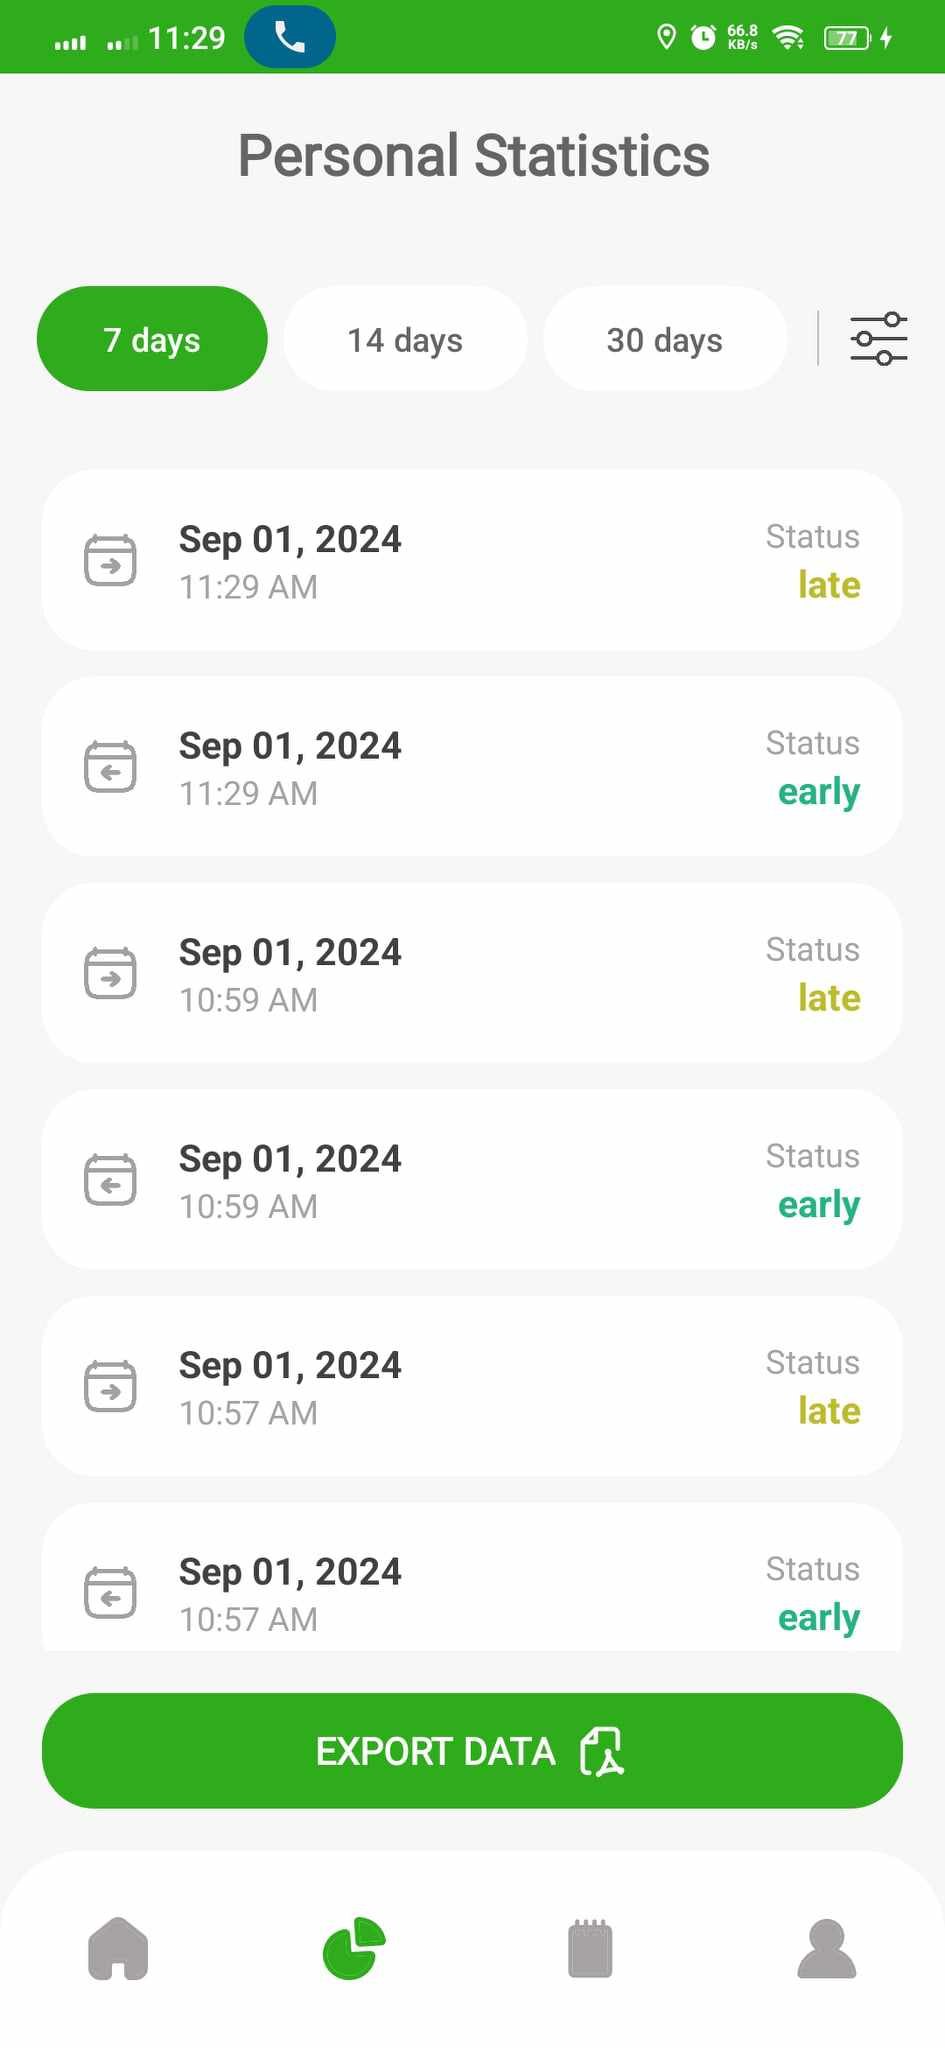 11:29
66.8
KB/s
77
Personal Statistics
7 days
14 days
30 days
Sep 01, 2024
Status
11:29 AM
late
Sep 01, 2024
Status
11:29 AM
early
Sep 01, 2024
Status
10:59 AM
late
Sep 01, 2024
Status
10:59 AM
early
Sep 01, 2024
Status
10:57 AM
late
Sep 01, 2024
Status
10:57 AM
early
EXPORT DATA